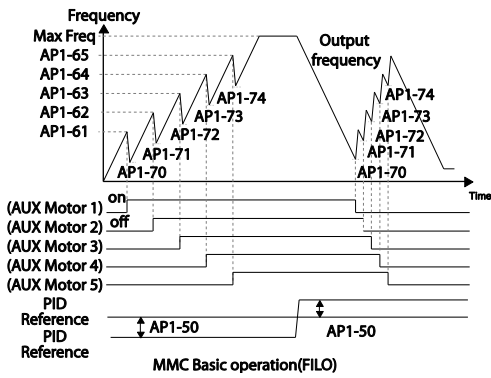 Frequency
Max Freq
AP1-65
AP1-64
AP1-63
AP1-62
AP1-61
Output
frequency
AP1-74
AP1-73
AP1-72
AP1-71
AP1-70
AP1-74
AP1-73
AP1-72
AP1-71
AP1-70
Time
on
off
(AUX Motor 1)
(AUX Motor 2)
(AUX Motor 3)
(AUX Motor 4)
(AUX Motor 5)
PID
Reference
PID
Reference
AP1-50
AP1-50
MMC Basic operation(FILO)